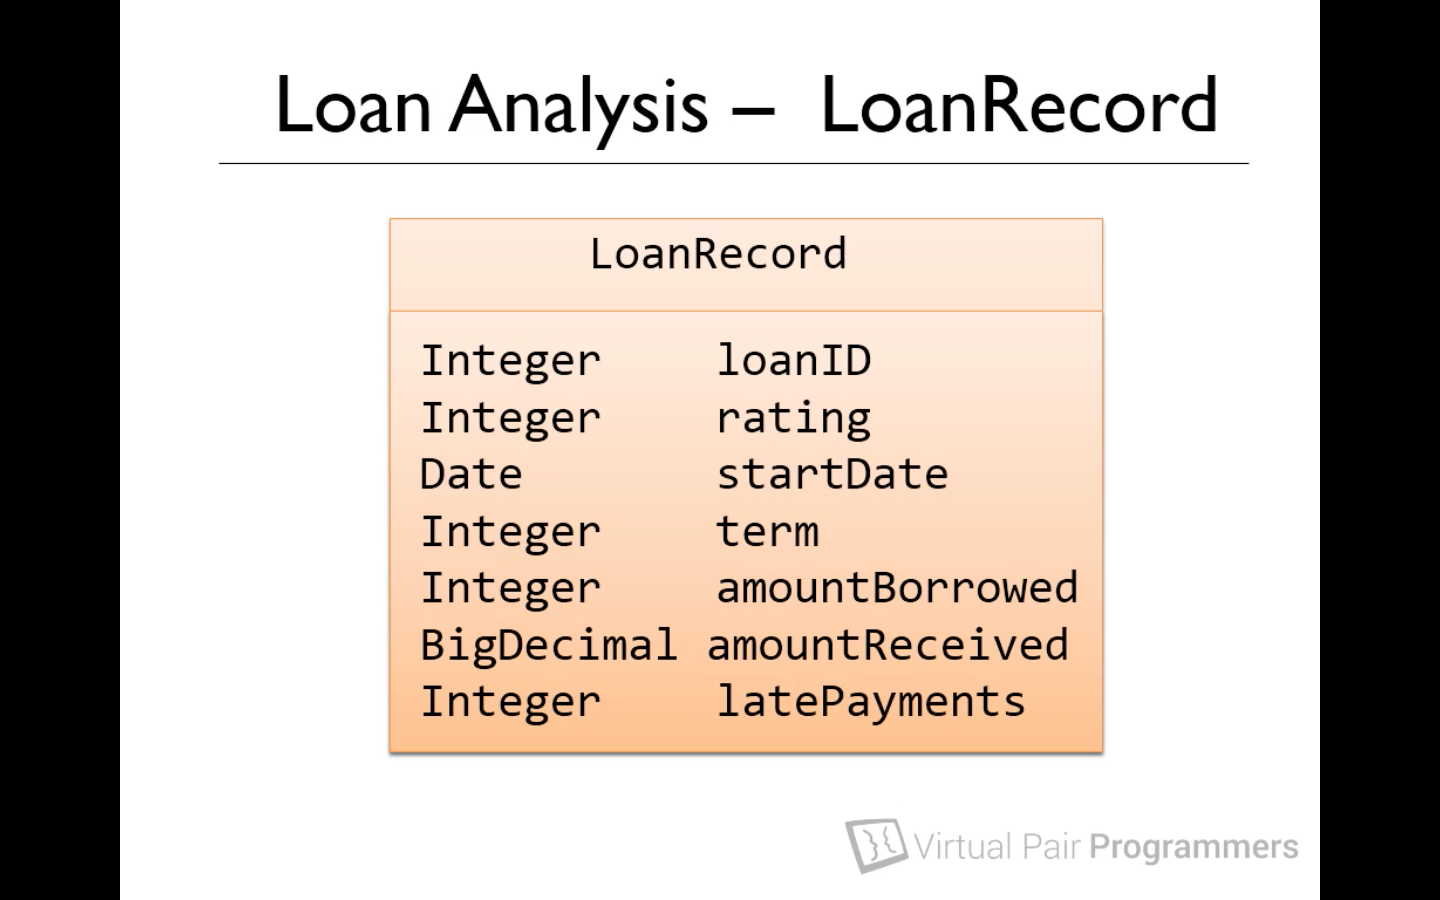 Loan Analysis – LoanRecord
LoanRecord
Integer loanID
Integer rating
Date startDate
Integer term
Integer amountBorrowed
BigDecimal amountReceived
Integer latePayments
Virtual Pair Programmers